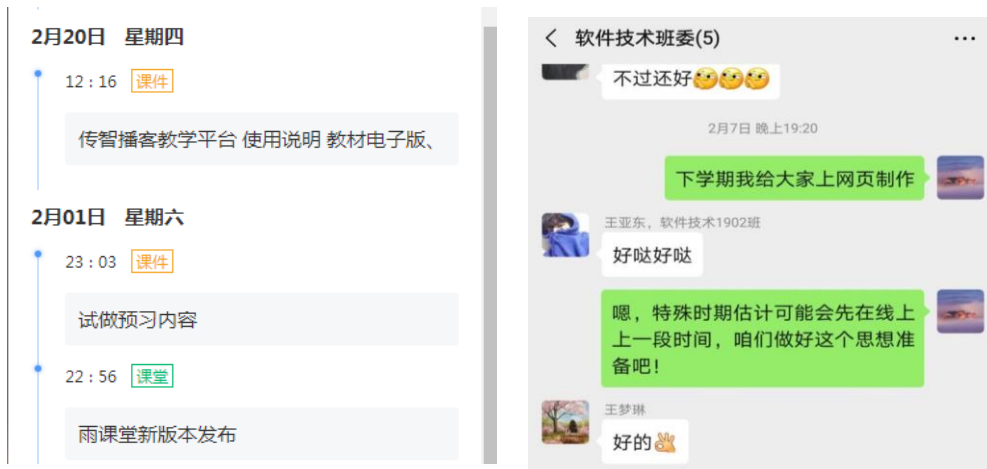 2月20日 星期四
12：16 课件
传智播客教学平台 使用说明 教材电子版、
2月01日 星期六
23：03 课件
试做预习内容
22：56 课堂
雨课堂新版本发布
软件技术班委(5)
不过还好
2月7日 晚上19:20
下学期我给大家上网页制作
王亚东，软件技术1902班
好哒好哒
嗯，特殊时期估计可能会先在线上
上一段时间，咱们做好这个思想准
备吧！
王梦琳
好的